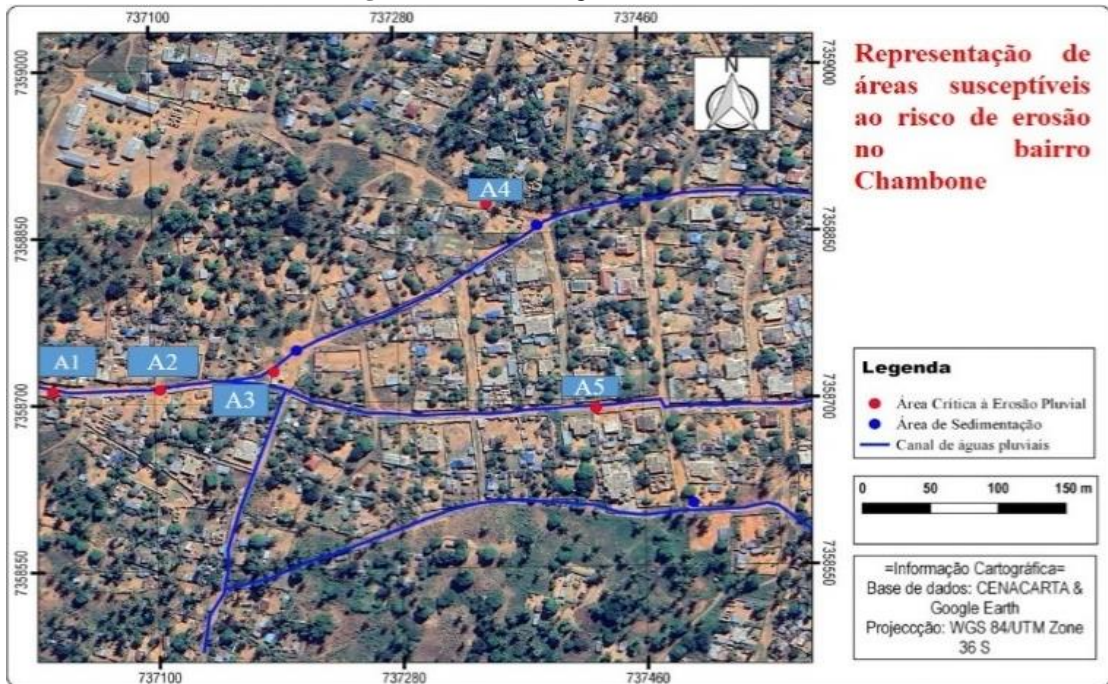 737100 737280 737460
7359000 7359000
7358850 7358850
7358700 7358700
7358550 7358550
737100 737280 737460
N
A4
A1
A2
A3
A5
Representação de
áreas susceptíveis
ao risco de erosão
no bairro
Chambone
Legenda
Área Crítica à Erosão Pluvial
Área de Sedimentação
Canal de águas pluviais
0 50 100 150 m
=Informação Cartográfica=
Base de dados: CENACARTA &
Google Earth
Projecção: WGS 84/UTM Zone
36 S